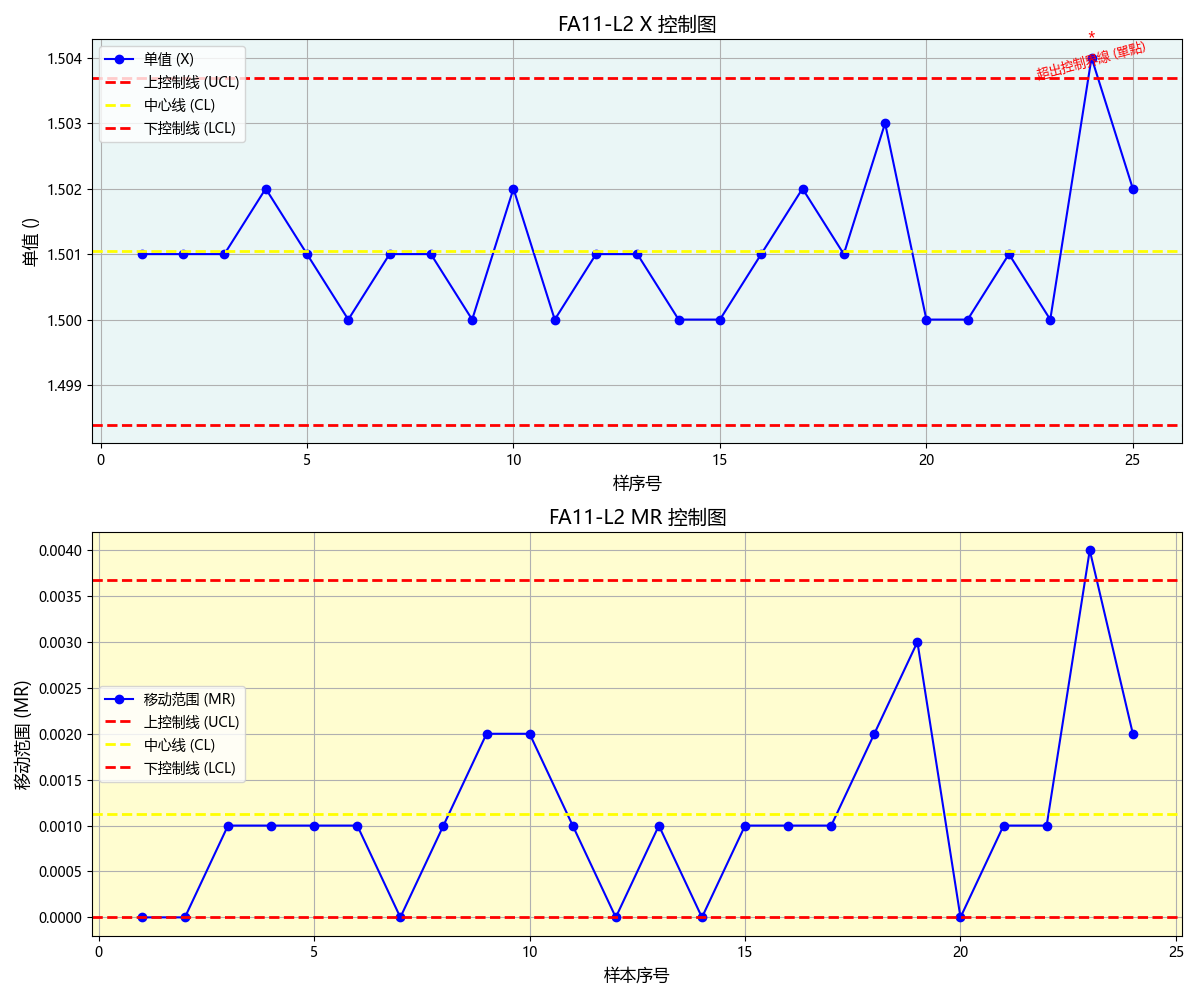 FA11-L2 X 控制图
*
超出控制界線 (單點)
1.504
1.503
1.502
1.501
1.500
1.499
单值 ()
单值 (X)
上控制线 (UCL)
中心线 (CL)
下控制线 (LCL)
0
5
10
15
20
25
样序号
FA11-L2 MR 控制图
0.0040
0.0035
0.0030
0.0025
0.0020
0.0015
0.0010
0.0005
0.0000
移动范围 (MR)
移动范围 (MR)
上控制线 (UCL)
中心线 (CL)
下控制线 (LCL)
0
5
10
15
20
25
样本序号